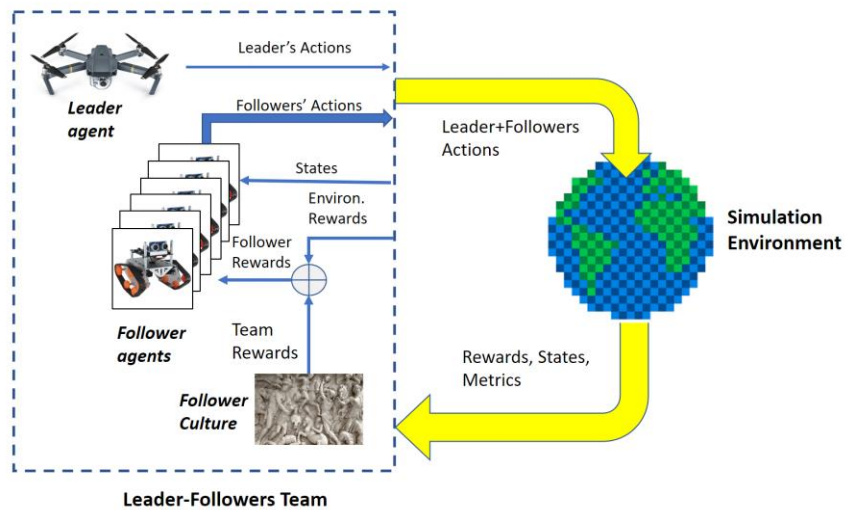 Leader's Actions
Leader
agent
Followers' Actions
States
Environ.
Rewards
Follower
Rewards
Follower
agents
Team
Rewards
Follower
Culture
Leader-Followers Team
Leader+Followers
Actions
Simulation
Environment
Rewards, States,
Metrics